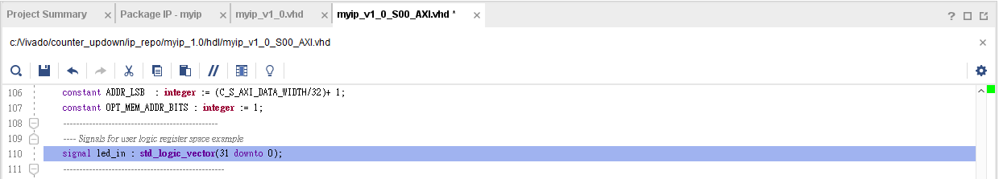 Project Summary × Package IP - myip × myip_v1_0.vhd × myip_v1_0_S00_AXI.vhd * × ?
c:/Vivado/counter_updown/ip_repo/myip_1.0/hdl/myip_v1_0_S00_AXI.vhd ×
106 constant ADDR_LSB : integer := (C_S_AXI_DATA_WIDTH/32)+ 1;
107 constant OPT_MEM_ADDR_BITS : integer := 1;
108 ------------------------------------------------
109 ---- Signals for user logic register space example
110 signal led_in : std_logic_vector(31 downto 0);
111 --------------------------------------------------